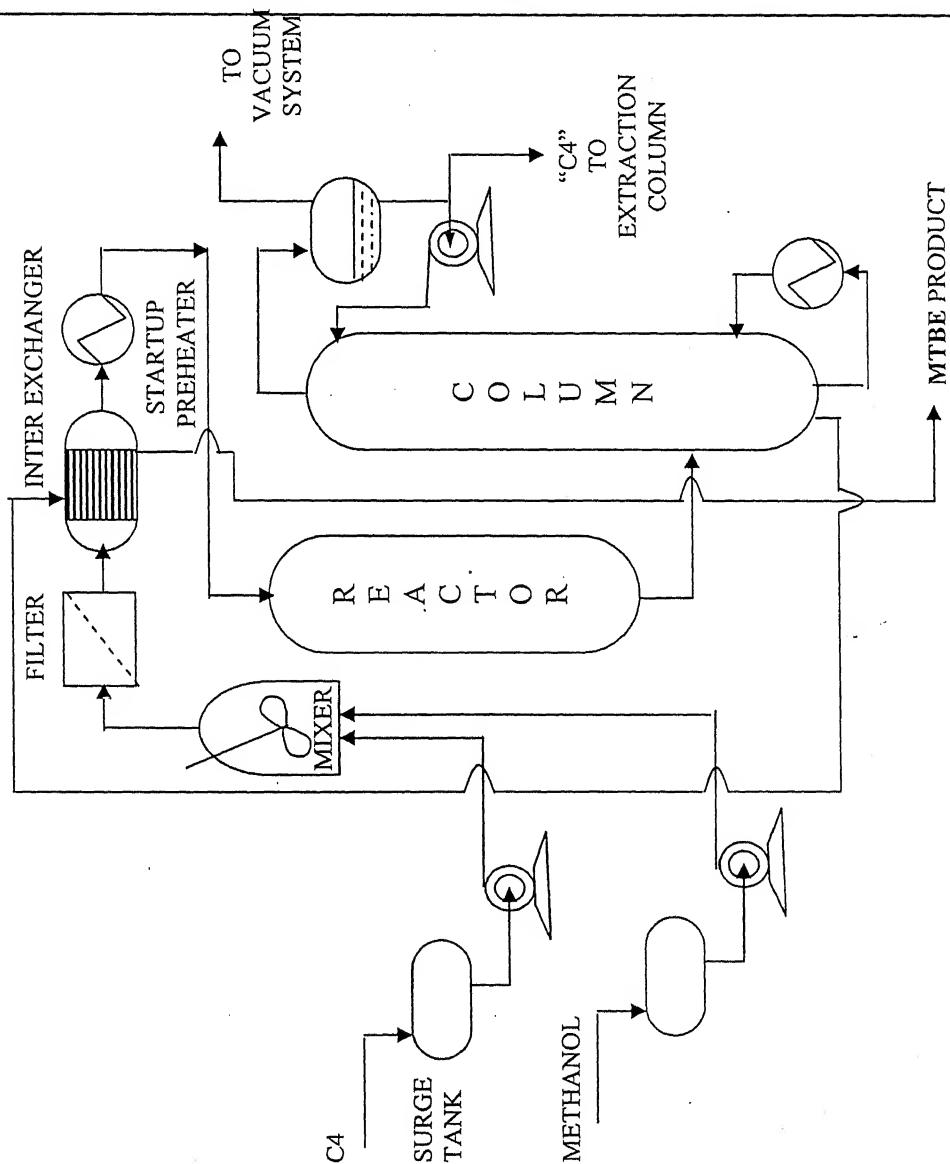 C4
SURGE
TANK
METHANOL
MIXER
FILTER
INTER EXCHANGER
STARTUP
PREHEATER
REACTOR
COLUMN
TO
VACUUM
SYSTEM
"C4"
TO
EXTRACTION
COLUMN
MTBE PRODUCT